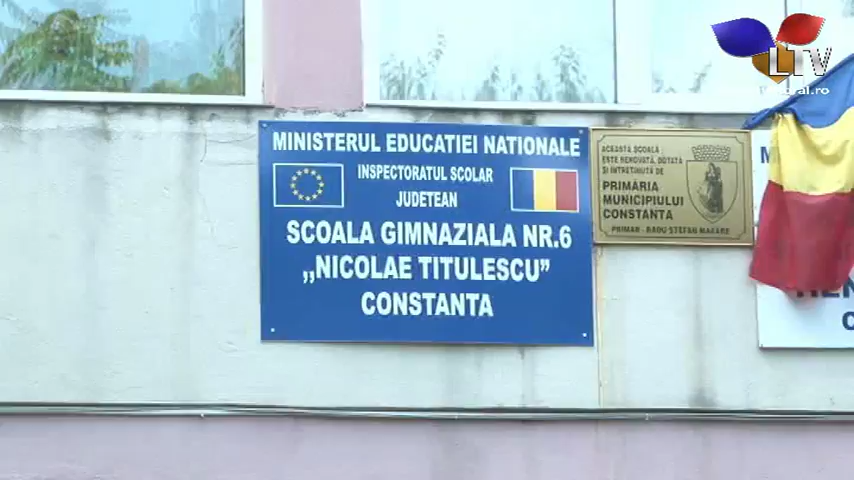 MINISTERUL EDUCATIEI NATIONALE
INSPECTORATUL SCOLAR
JUDETEAN
SCOALA GIMNAZIALA NR.6
,,NICOLAE TITULESCU”
CONSTANTA
ACEASTA SCOALA
ESTE RENOVATA, DOTATA
SI INTRETINUTA DE
PRIMĂRIA
MUNICIPIULUI
CONSTANTA
PRIMAR - RADU STEFAN MAZARE
LTV